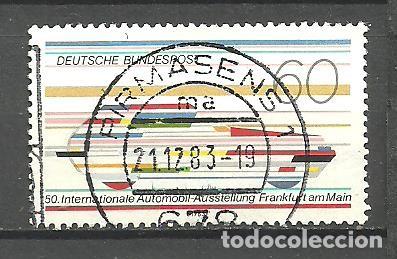 DEUTSCHE BUNDESPOST
60
PIRMASENS 1
ma
21.12.83-19
678
50. Internationale Automobil-Ausstellung Frankfurt am Main
todocoleccion.net